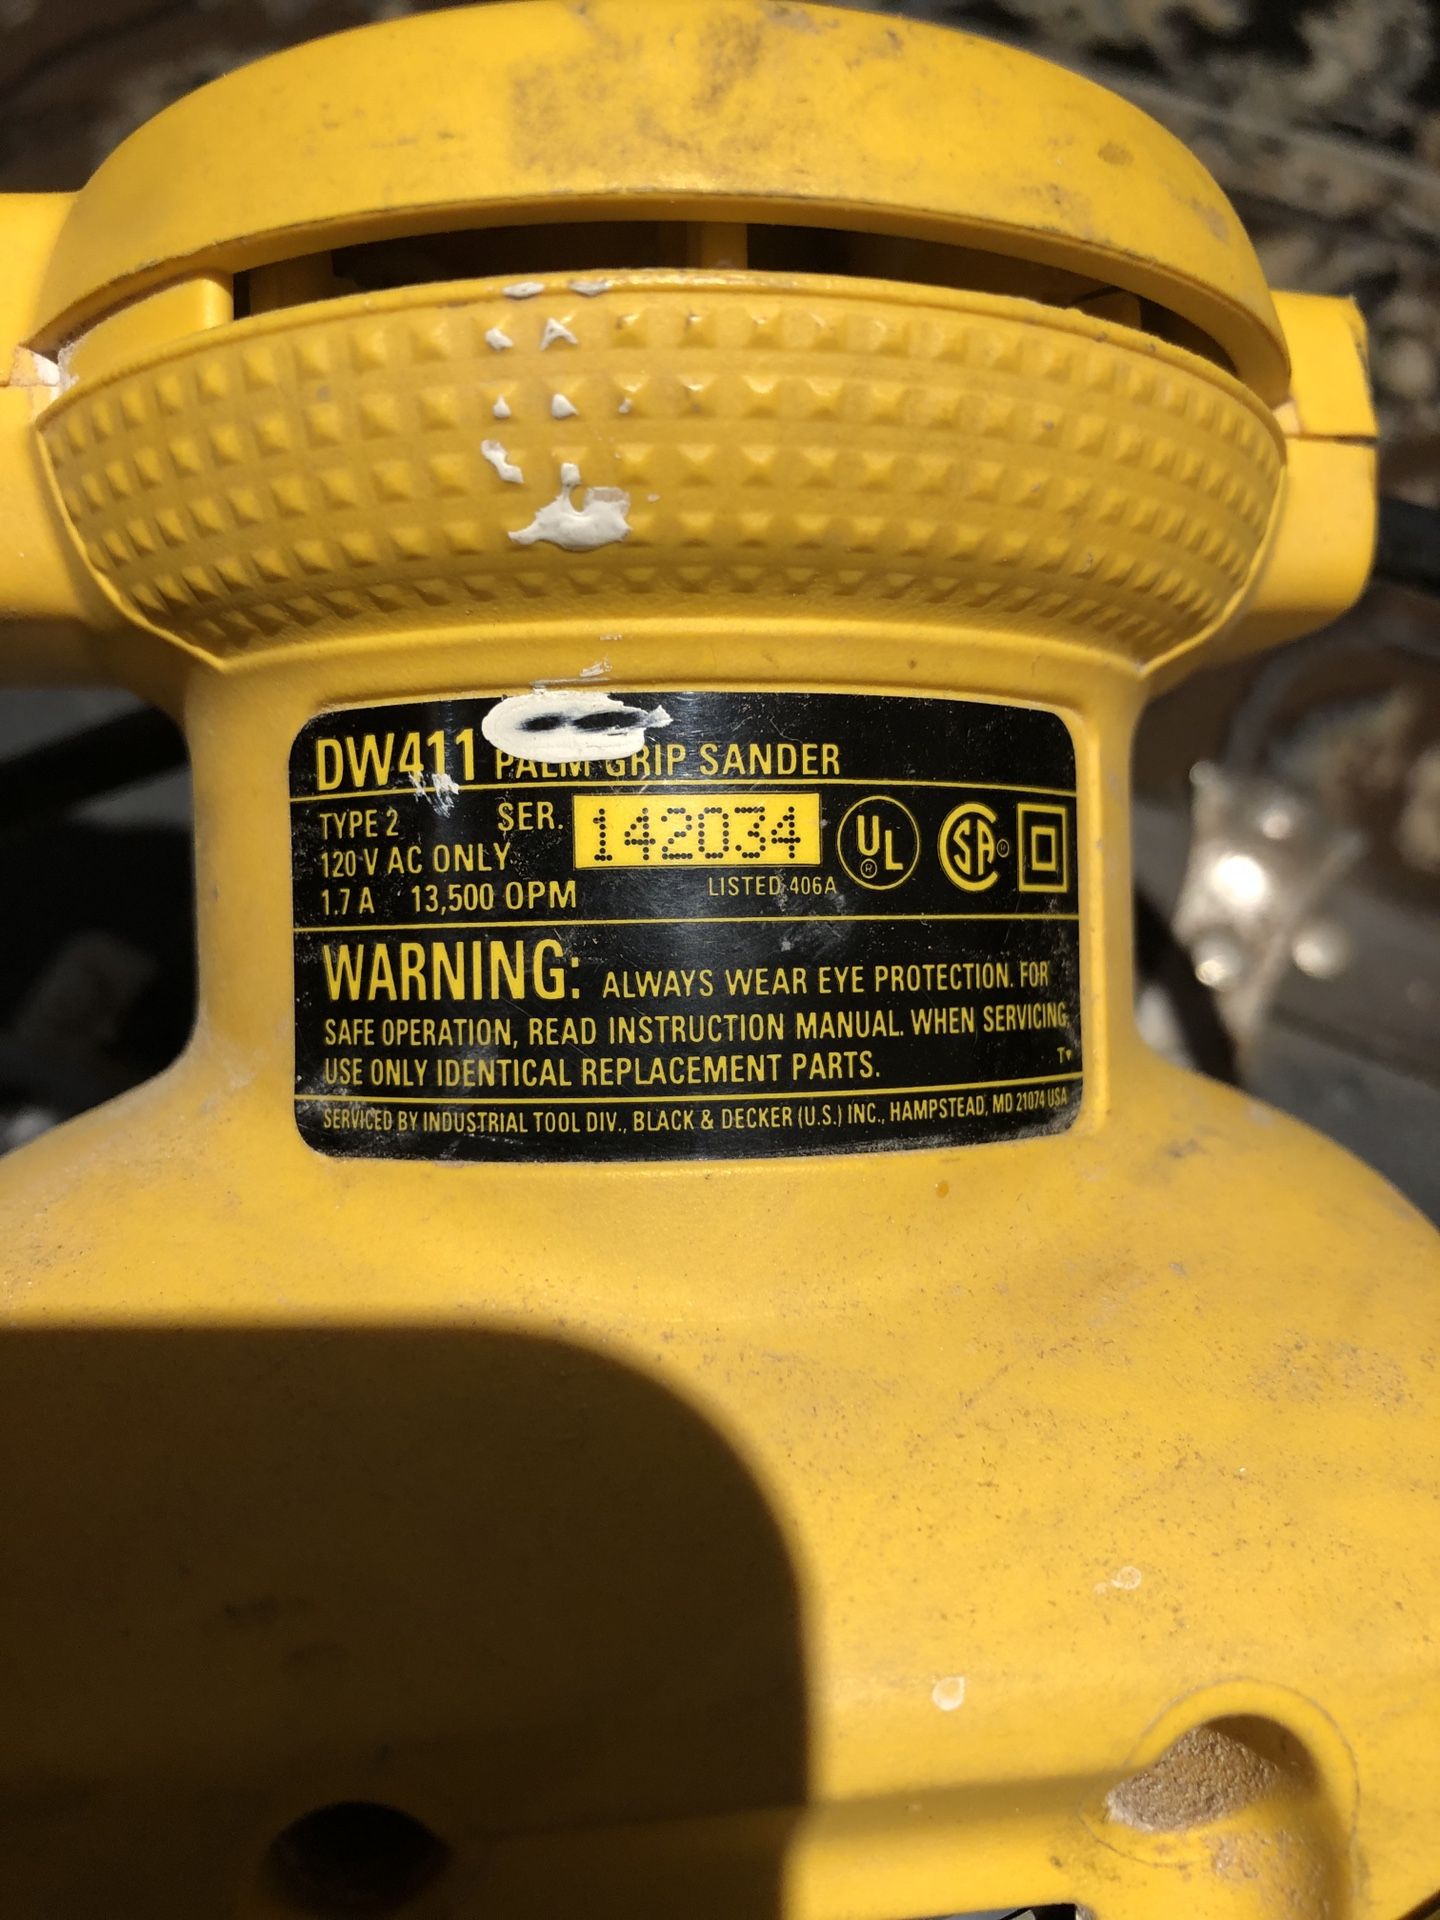 DW411 PALM GRIP SANDER
TYPE 2 SER. 142034
120 V AC ONLY
1.7 A 13,500 OPM LISTED 406A
UL
SA
WARNING: ALWAYS WEAR EYE PROTECTION. FOR
SAFE OPERATION, READ INSTRUCTION MANUAL. WHEN SERVICING,
USE ONLY IDENTICAL REPLACEMENT PARTS.
SERVICED BY INDUSTRIAL TOOL DIV., BLACK & DECKER (U.S.) INC., HAMPSTEAD, MD 21074 USA